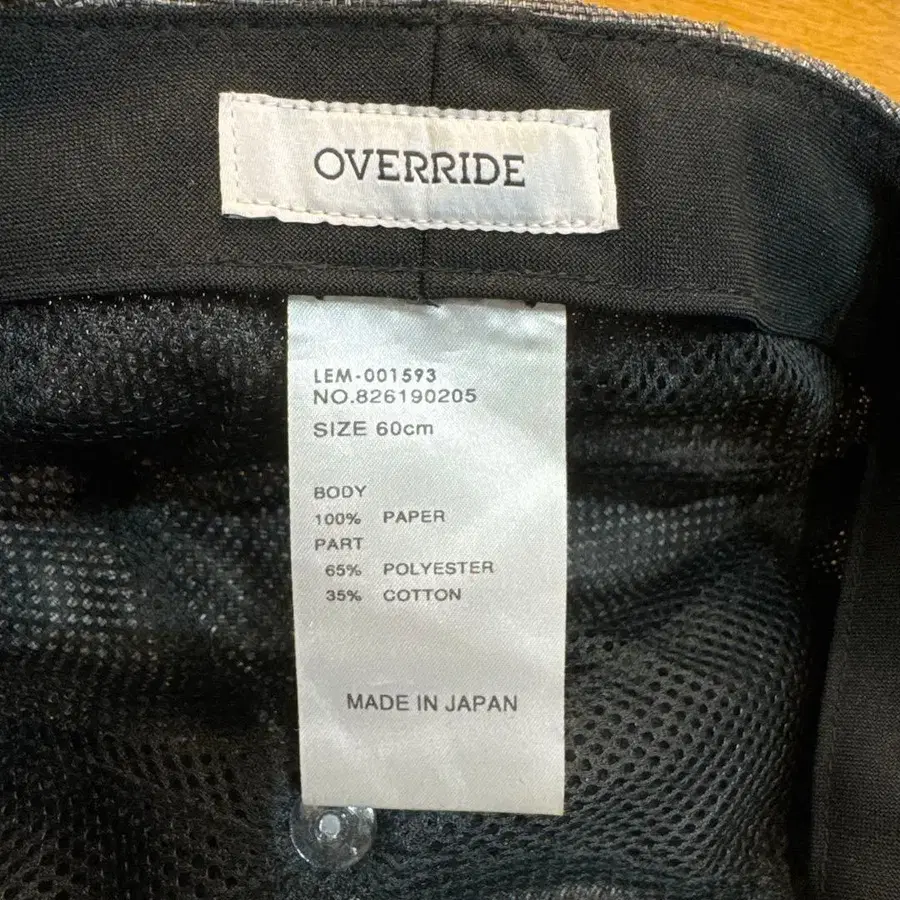 OVERRIDE
LEM-001593
NO.826190205
SIZE 60cm
BODY
100% PAPER
PART
65% POLYESTER
35% COTTON
MADE IN JAPAN